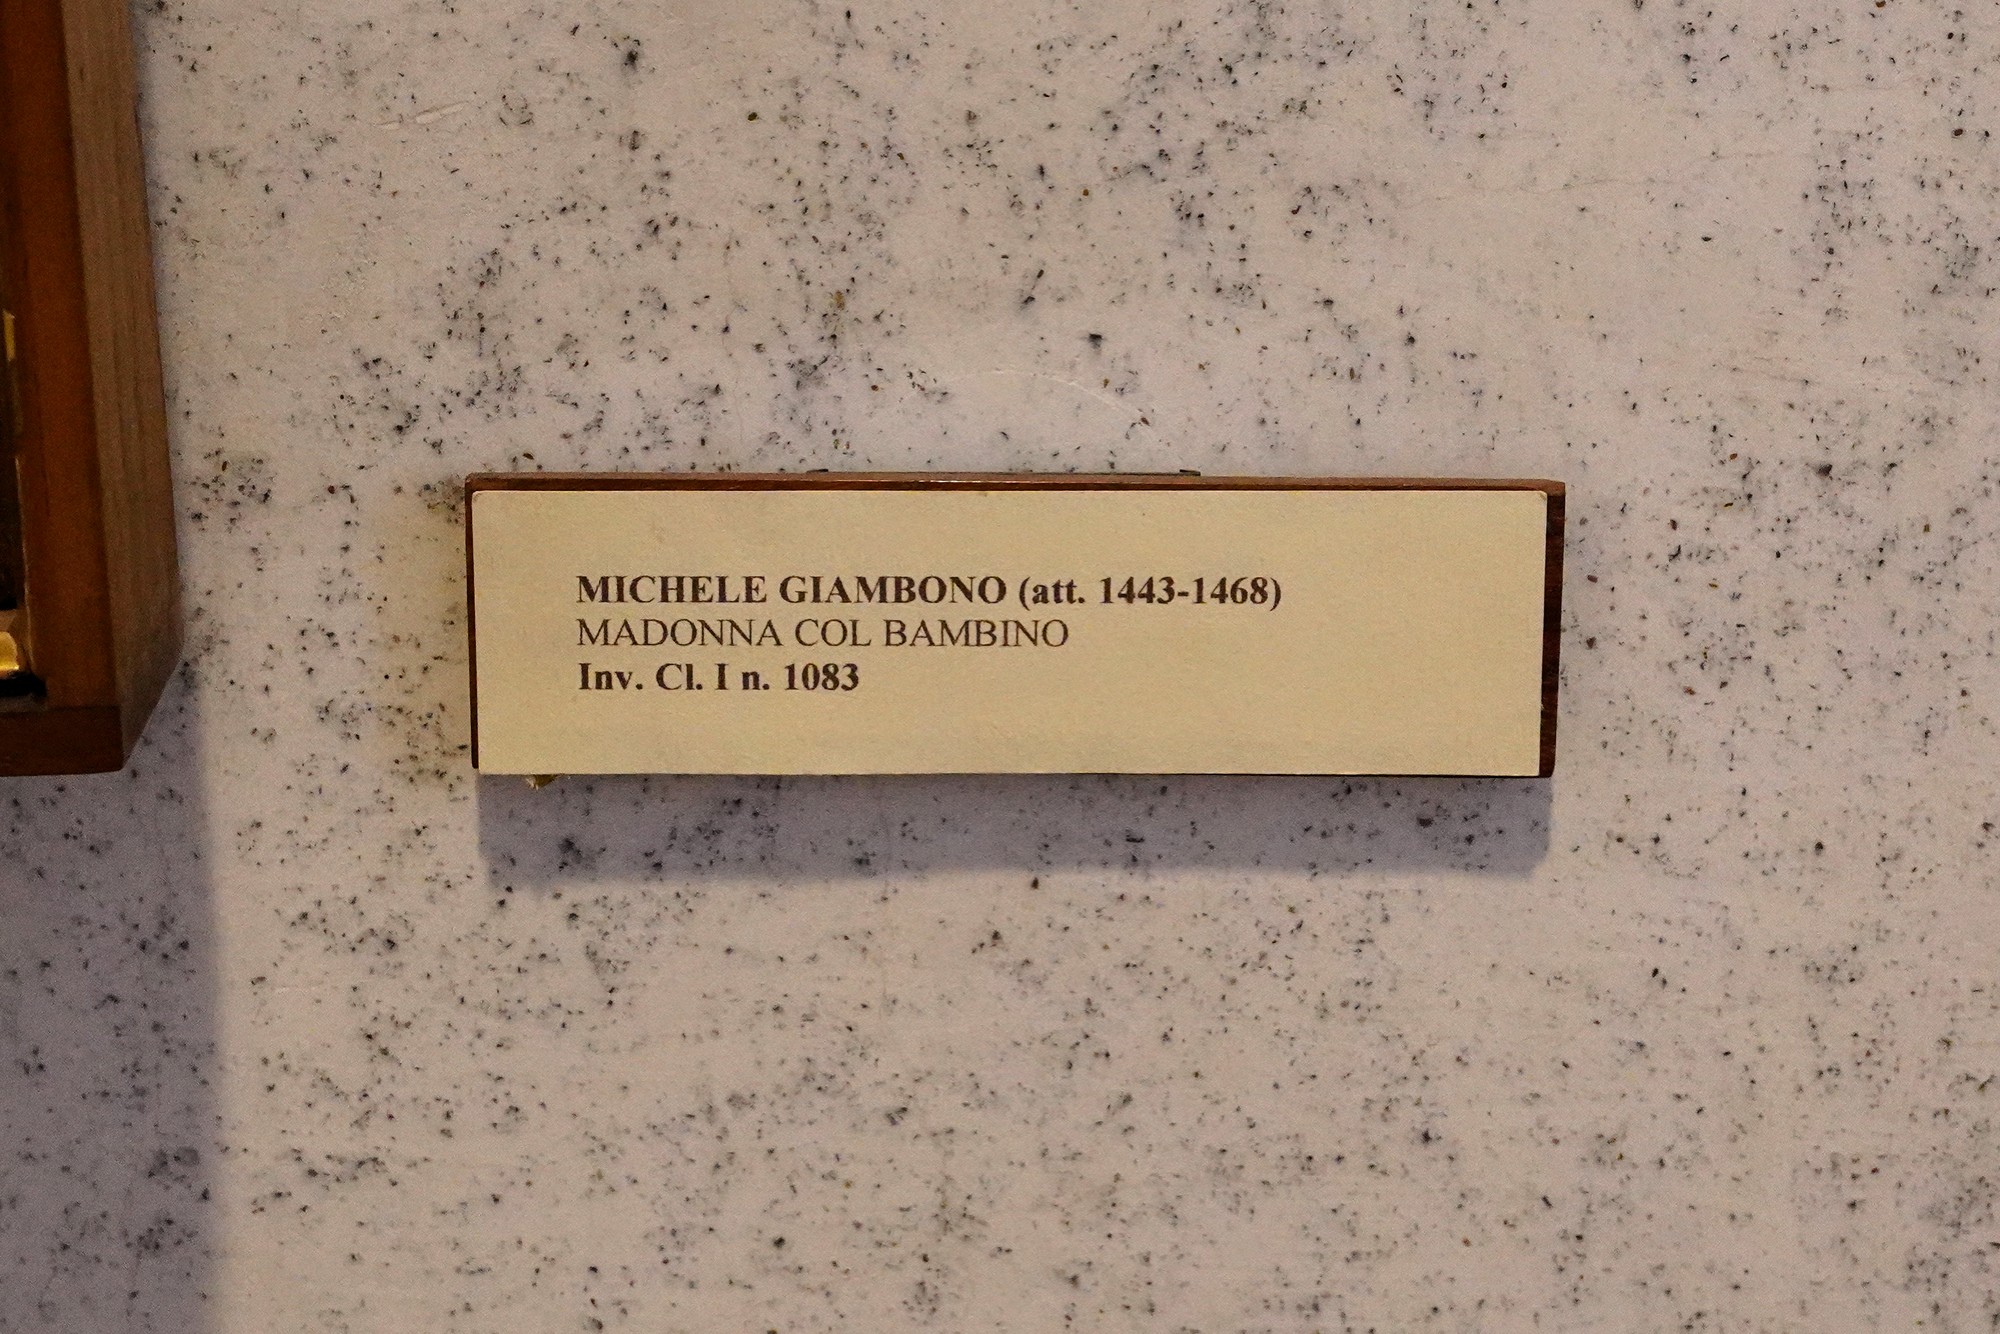 MICHELE GIAMBONO (att. 1443-1468)
MADONNA COL BAMBINO
Inv. Cl. I n. 1083